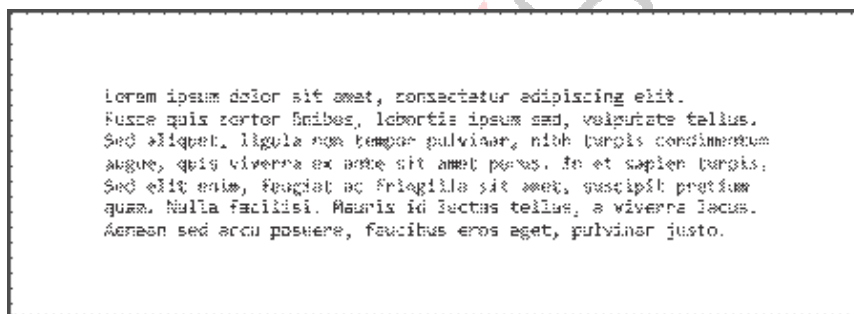 Lorem ipsum dolor sit amet, consectetur adipiscing elit.
Fusce quis tortor finibus, lobortis ipsum sed, vulputate tellus.
Sed aliquet, ligula non tempor pulvinar, nibh turpis condimentum
augue, quis viverra ex ante sit amet purus. In et sapien turpis.
Sed elit enim, feugiat ac fringilla sit amet, suscipit pretium
quam. Nulla facilisi. Mauris id luctus tellus, a viverra lacus.
Aenean sed arcu posuere, faucibus eros eget, pulvinar justo.